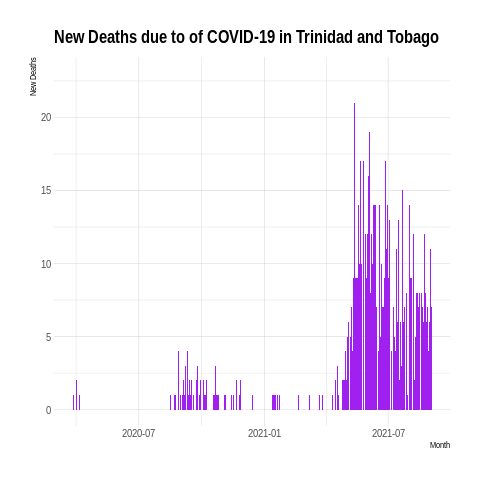 New Deaths due to of COVID-19 in Trinidad and Tobago
New Deaths
20
15
10
5
0
2020-07 2021-01 2021-07
Month